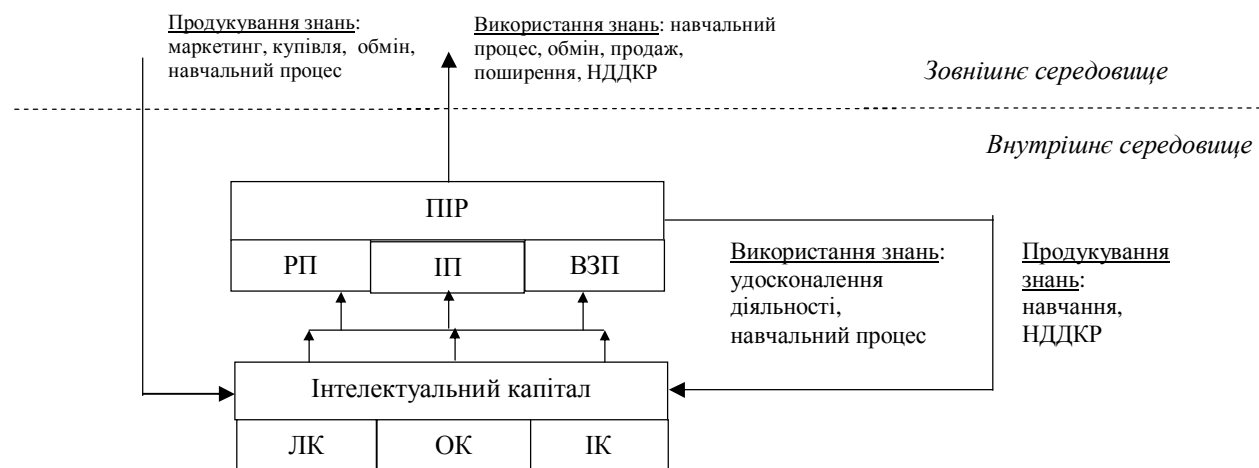 Продукування знань:
маркетинг, купівля, обмін,
навчальний процес
Використання знань: навчальний
процес, обмін, продаж,
поширення, НДДКР
Зовнішнє середовище
Внутрішнє середовище
ПІР
РП
ІП
ВЗП
Використання знань:
удосконалення
діяльності,
навчальний процес
Продукування
знань:
навчання,
НДДКР
Інтелектуальний капітал
ЛК
ОК
ІК